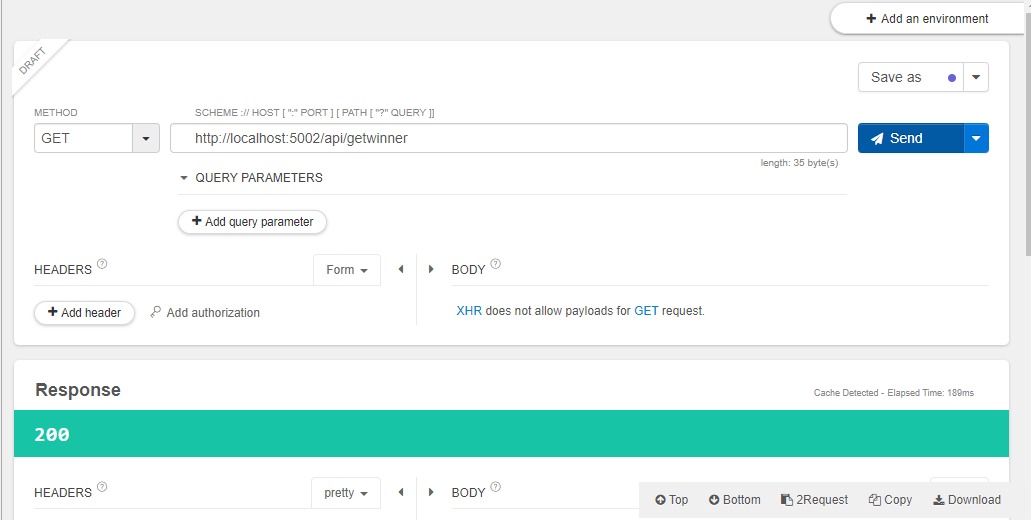 Add an environment
DRAFT
Save as
METHOD
SCHEME :// HOST [ ":" PORT ] [ PATH [ "?" QUERY ]]
GET
http://localhost:5002/api/getwinner
Send
length: 35 byte(s)
QUERY PARAMETERS
Add query parameter
HEADERS ?
Form
BODY ?
Add header
Add authorization
XHR does not allow payloads for GET request.
Response
Cache Detected - Elapsed Time: 189ms
200
HEADERS ?
pretty
BODY ?
Top
Bottom
2Request
Copy
Download